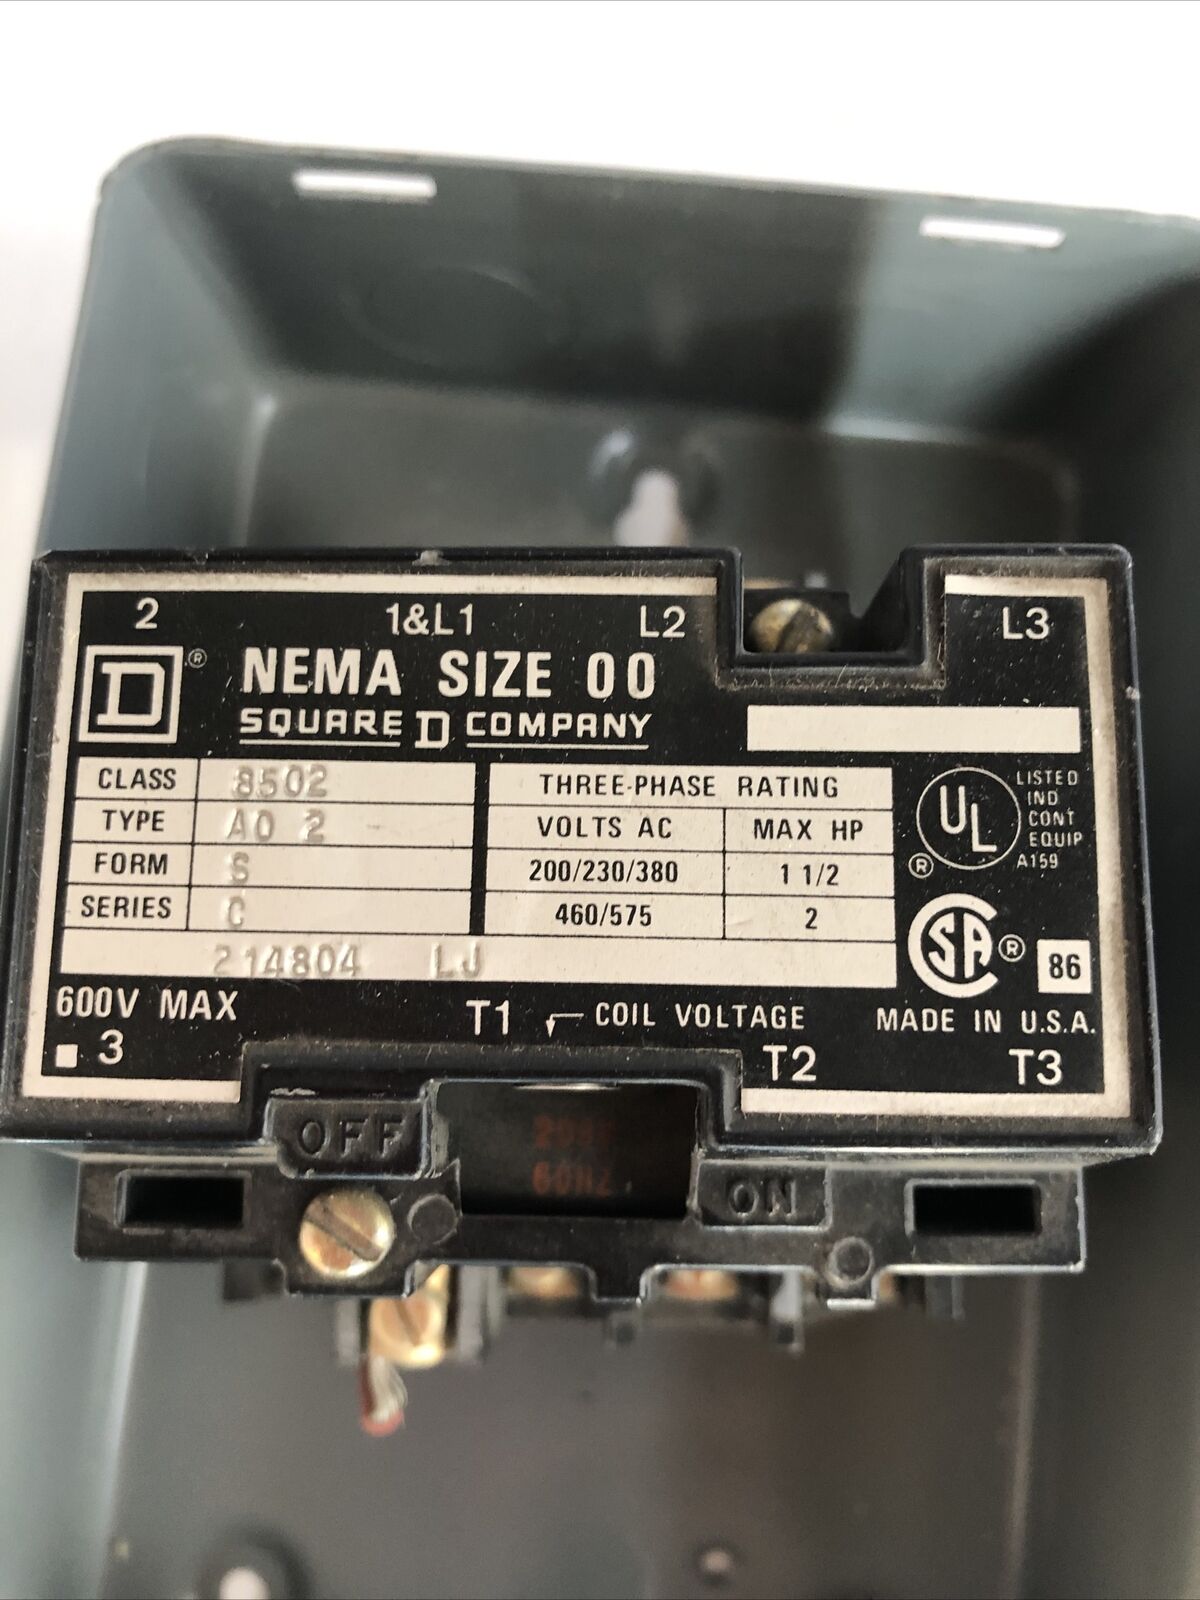 2 1&L1 L2 L3
D ® NEMA SIZE 00
SQUARE D COMPANY
CLASS 8502
TYPE AO 2
FORM S
SERIES C
214804 LJ
THREE-PHASE RATING
VOLTS AC MAX HP
200/230/380 1 1/2
460/575 2
UL ®
LISTED
IND
CONT
EQUIP
A159
SA ®
86
600V MAX T1 COIL VOLTAGE MADE IN U.S.A.
3 T2 T3
OFF
60HZ
ON